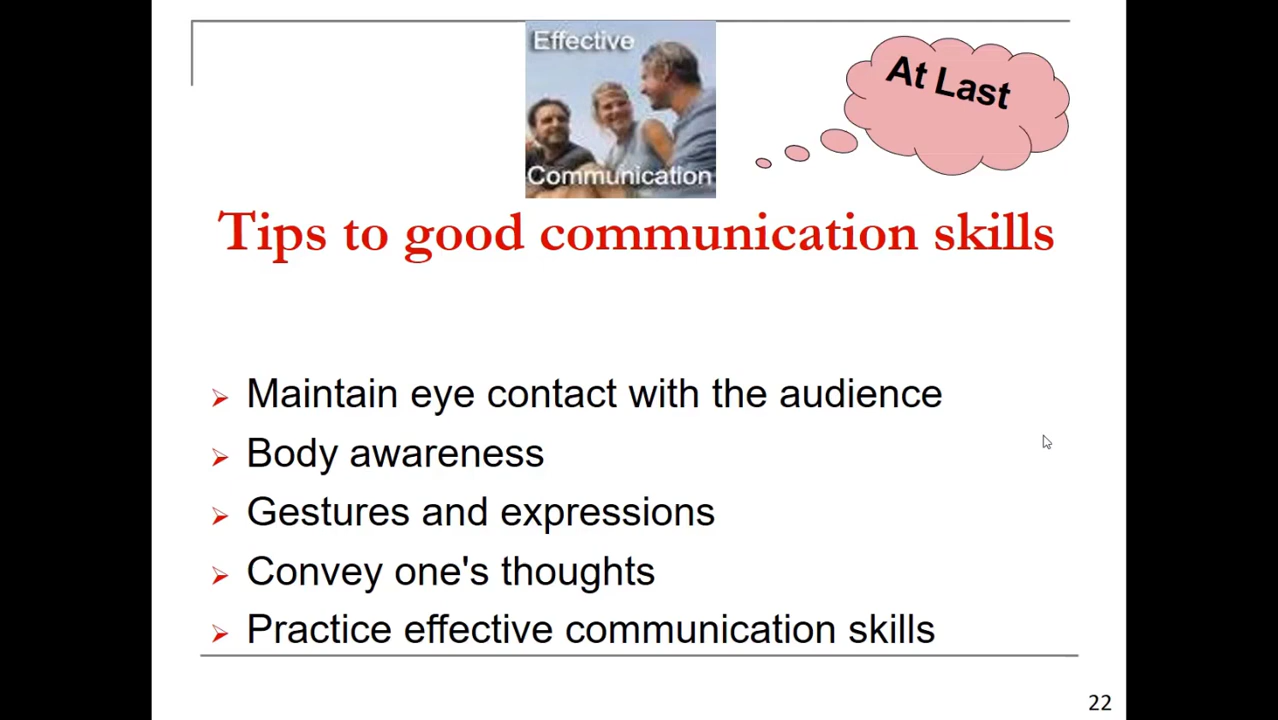 Effective
Communication
At Last
Tips to good communication skills
Maintain eye contact with the audience
Body awareness
Gestures and expressions
Convey one's thoughts
Practice effective communication skills
22